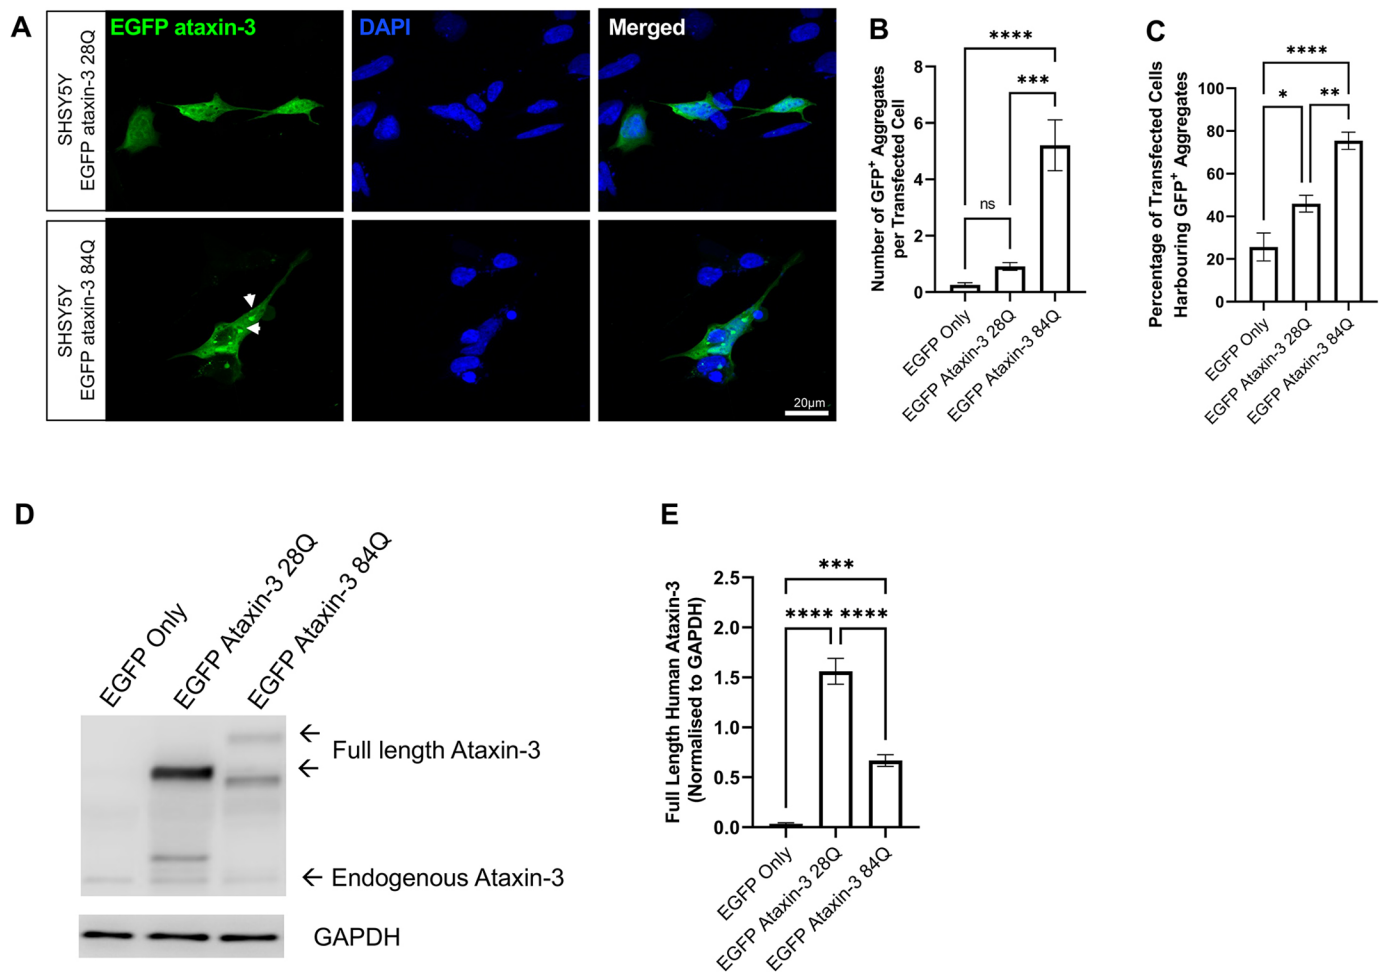 A
EGFP ataxin-3
DAPI
Merged
SHSY5Y
EGFP ataxin-3 28Q
SHSY5Y
EGFP ataxin-3 84Q
20μm
B
Number of GFP+ Aggregates
per Transfected Cell
8
6
4
2
0
****
***
ns
EGFP Only
EGFP Ataxin-3 28Q
EGFP Ataxin-3 84Q
C
Percentage of Transfected Cells
Harbouring GFP+ Aggregates
100
80
60
40
20
0
****
*
**
EGFP Only
EGFP Ataxin-3 28Q
EGFP Ataxin-3 84Q
D
EGFP Only
EGFP Ataxin-3 28Q
EGFP Ataxin-3 84Q
Full length Ataxin-3
Endogenous Ataxin-3
GAPDH
E
Full Length Human Ataxin-3
(Normalised to GAPDH)
2.5
2.0
1.5
1.0
0.5
0.0
***
****
****
EGFP Only
EGFP Ataxin-3 28Q
EGFP Ataxin-3 84Q